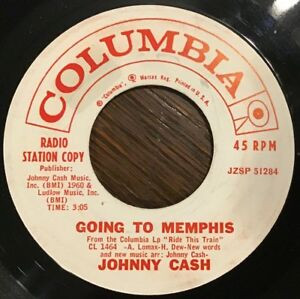 COLUMBIA
® "Columbia", ® Marcas Reg. Printed in U.S.A.
RADIO
STATION COPY
Publisher:
Johnny Cash Music,
Inc. (BMI) 1960 &
Ludlow Music, Inc.
(BMI)
TIME: 3:05
45 RPM
JZSP 51284
GOING TO MEMPHIS
From the Columbia Lp "Ride This Train"
CL 1464 -A. Lomax-H. Dew-New words
and new music arr: Johnny Cash-
JOHNNY CASH